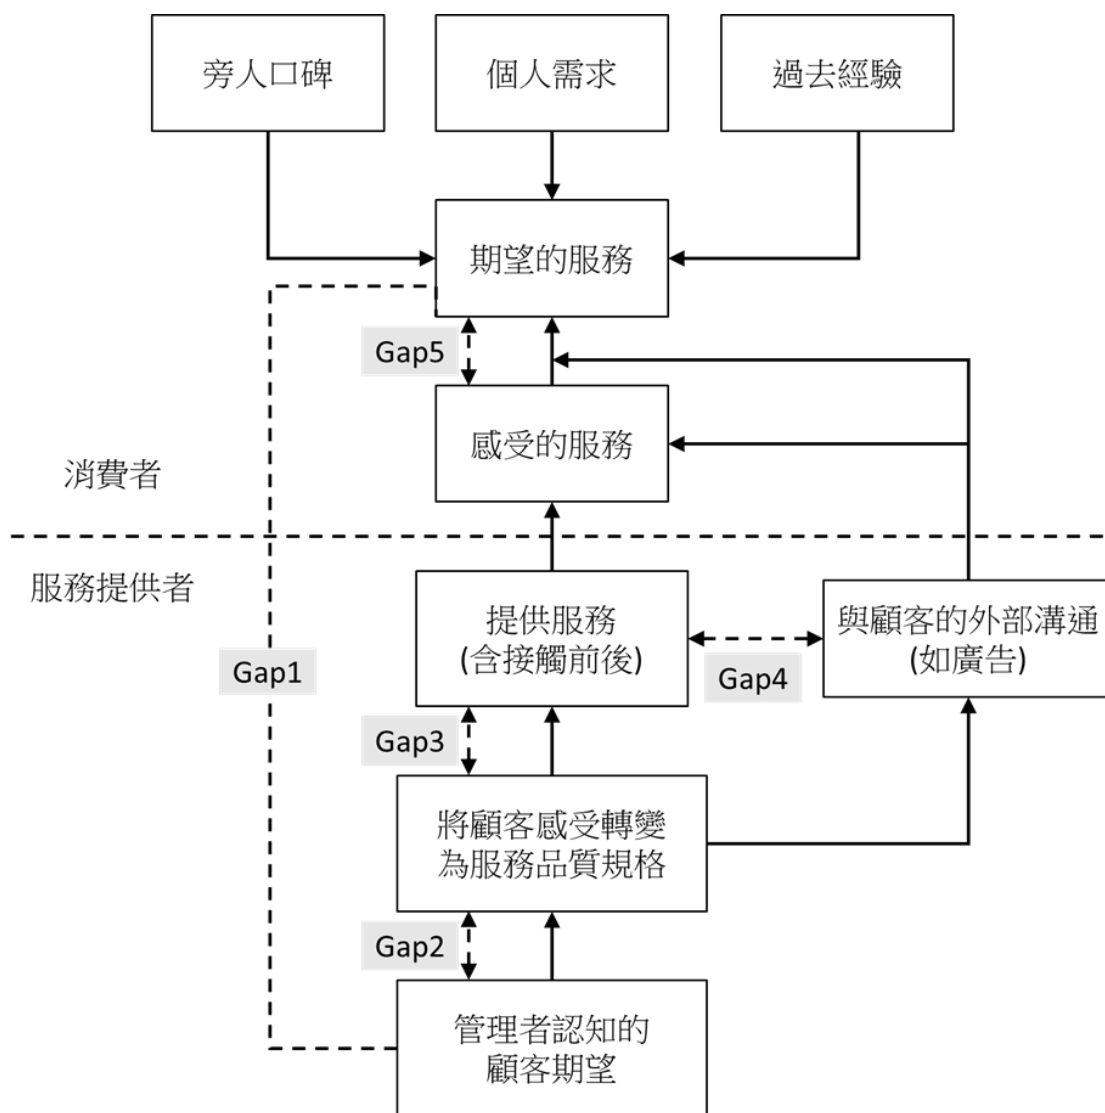 旁人口碑
個人需求
過去經驗
期望的服務
Gap5
感受的服務
消費者
服務提供者
提供服務
(含接觸前後)
與顧客的外部溝通
(如廣告)
Gap1
Gap4
Gap3
將顧客感受轉變
為服務品質規格
Gap2
管理者認知的
顧客期望